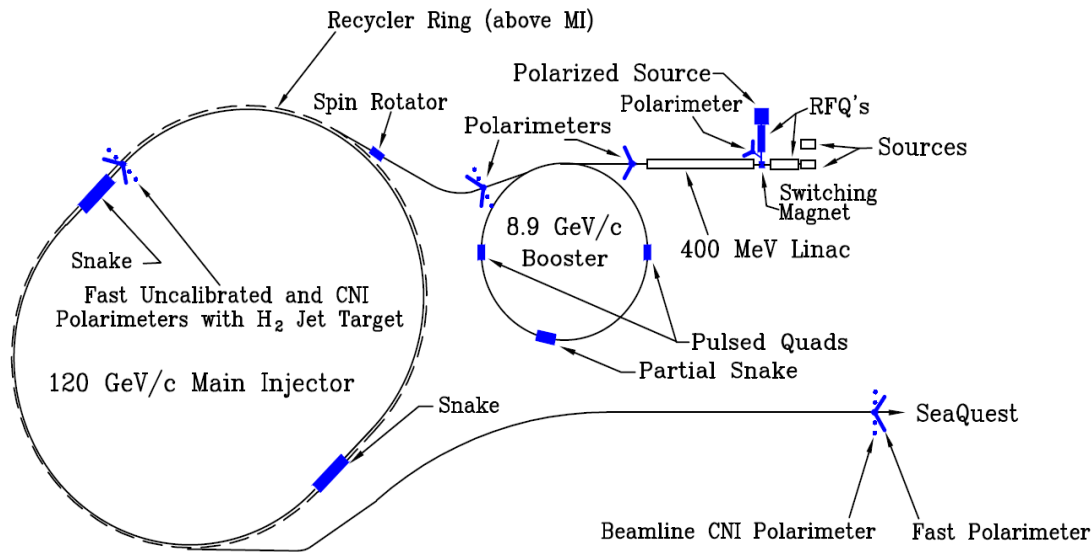 Recycler Ring (above MI)
Polarized Source
Polarimeter
RFQ's
Spin Rotator
Polarimeters
Sources
Switching
Magnet
8.9 GeV/c
Booster
400 MeV Linac
Snake
Fast Uncalibrated and CNI
Polarimeters with H₂ Jet Target
Pulsed Quads
Partial Snake
120 GeV/c Main Injector
Snake
SeaQuest
Beamline CNI Polarimeter
Fast Polarimeter